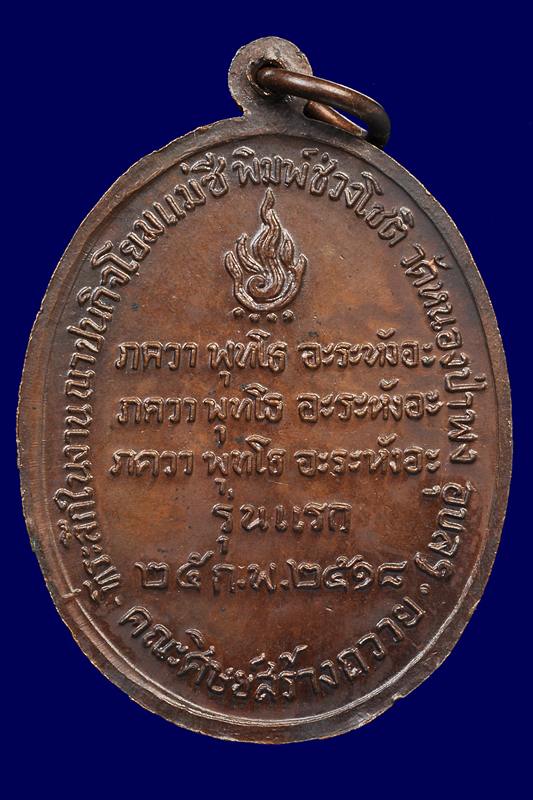 ที่ระลึกในงานฌาปนกิจโยมแม่ชี พิมพ์ช่วงโชติ วัดหนองป่าพง (อุบลฯ)
ภควา พุทโธ อะระหังอะ
ภควา พุทโธ อะระหังอะ
ภควา พุทโธ อะระหังอะ
รุ่นแรก
๒๕ ก.พ.๒๕๑๘
คณะศิษย์สร้างถวาย